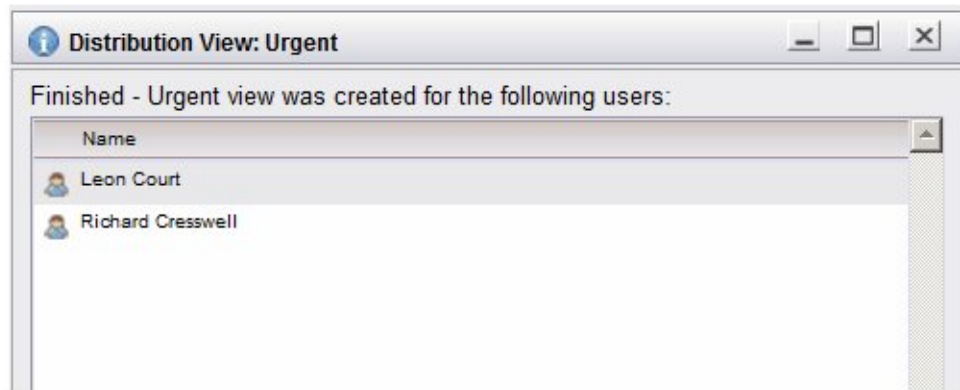 Distribution View: Urgent
Finished - Urgent view was created for the following users:
Name
Leon Court
Richard Cresswell